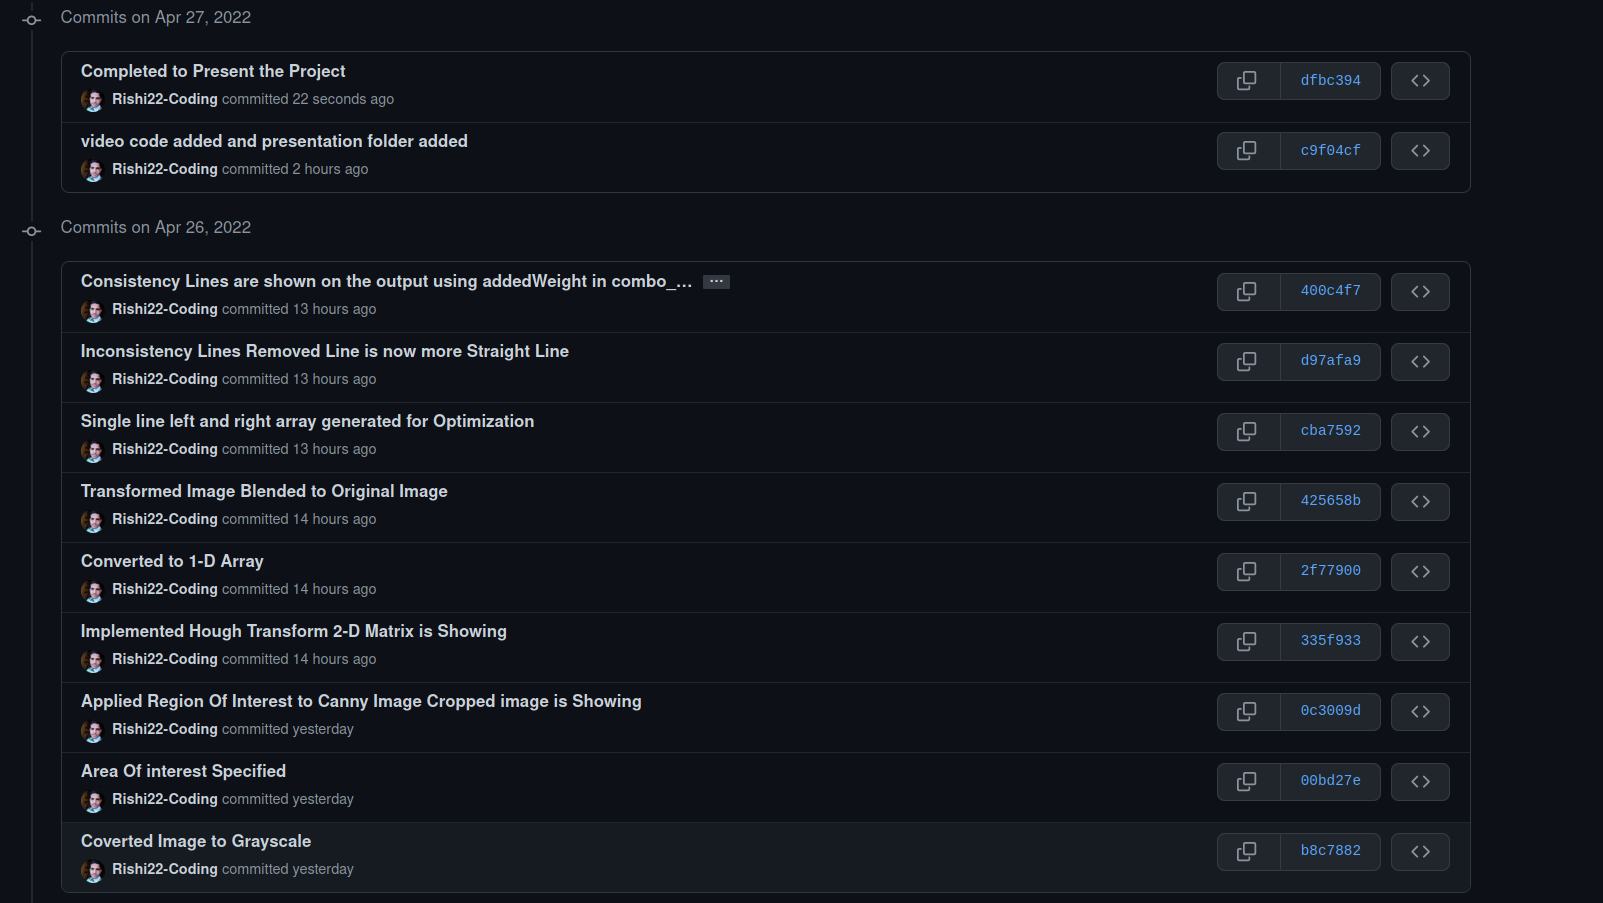 Commits on Apr 27, 2022
Completed to Present the Project
dfbc394
Rishi22-Coding committed 22 seconds ago
video code added and presentation folder added
c9f04cf
Rishi22-Coding committed 2 hours ago
Commits on Apr 26, 2022
Consistency Lines are shown on the output using addedWeight in combo_… …
400c4f7
Rishi22-Coding committed 13 hours ago
Inconsistency Lines Removed Line is now more Straight Line
d97afa9
Rishi22-Coding committed 13 hours ago
Single line left and right array generated for Optimization
cba7592
Rishi22-Coding committed 13 hours ago
Transformed Image Blended to Original Image
425658b
Rishi22-Coding committed 14 hours ago
Converted to 1-D Array
2f77900
Rishi22-Coding committed 14 hours ago
Implemented Hough Transform 2-D Matrix is Showing
335f933
Rishi22-Coding committed 14 hours ago
Applied Region Of Interest to Canny Image Cropped image is Showing
0c3009d
Rishi22-Coding committed yesterday
Area Of interest Specified
00bd27e
Rishi22-Coding committed yesterday
Coverted Image to Grayscale
b8c7882
Rishi22-Coding committed yesterday